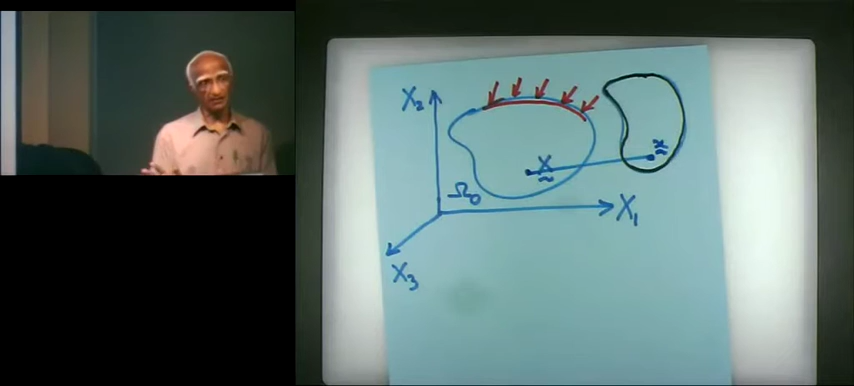 X₂
X
x
Ω₀
X₁
X₃